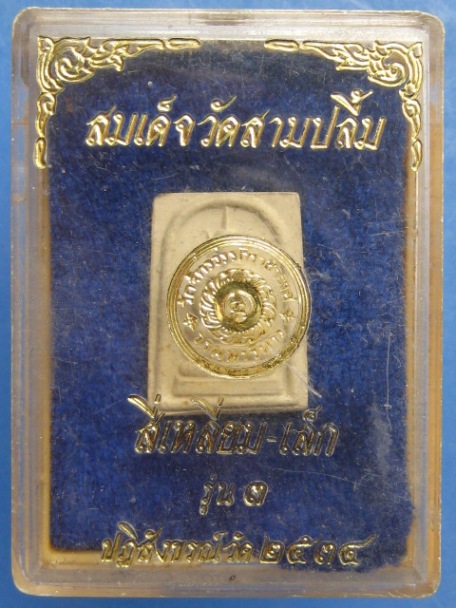 สมเด็จวัดสามปลื้ม
สี่เหลี่ยม-เล็ก
รุ่น ๓
ปฏิสังขรณ์วัด ๒๕๓๔